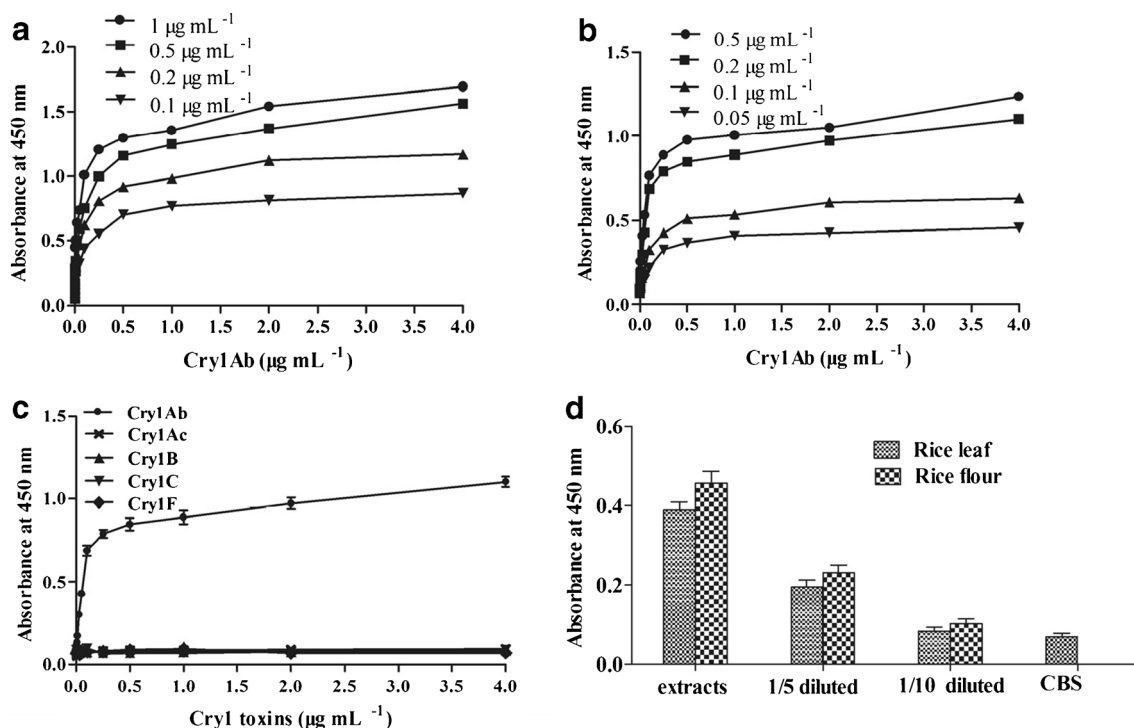 a
1 µg mL -1
0.5 µg mL -1
0.2 µg mL -1
0.1 µg mL -1
2.0
1.5
1.0
0.5
0.0
Absorbance at 450 nm
0.0 0.5 1.0 1.5 2.0 2.5 3.0 3.5 4.0
Cry1Ab (µg mL -1)
b
0.5 µg mL -1
0.2 µg mL -1
0.1 µg mL -1
0.05 µg mL -1
1.5
1.0
0.5
0.0
Absorbance at 450 nm
0.0 0.5 1.0 1.5 2.0 2.5 3.0 3.5 4.0
Cry1Ab (µg mL -1)
c
Cry1Ab
Cry1Ac
Cry1B
Cry1C
Cry1F
1.5
1.0
0.5
0.0
Absorbance at 450 nm
0.0 0.5 1.0 1.5 2.0 2.5 3.0 3.5 4.0
Cry1 toxins (µg mL -1)
d
Rice leaf
Rice flour
0.6
0.4
0.2
0.0
Absorbance at 450 nm
extracts 1/5 diluted 1/10 diluted CBS